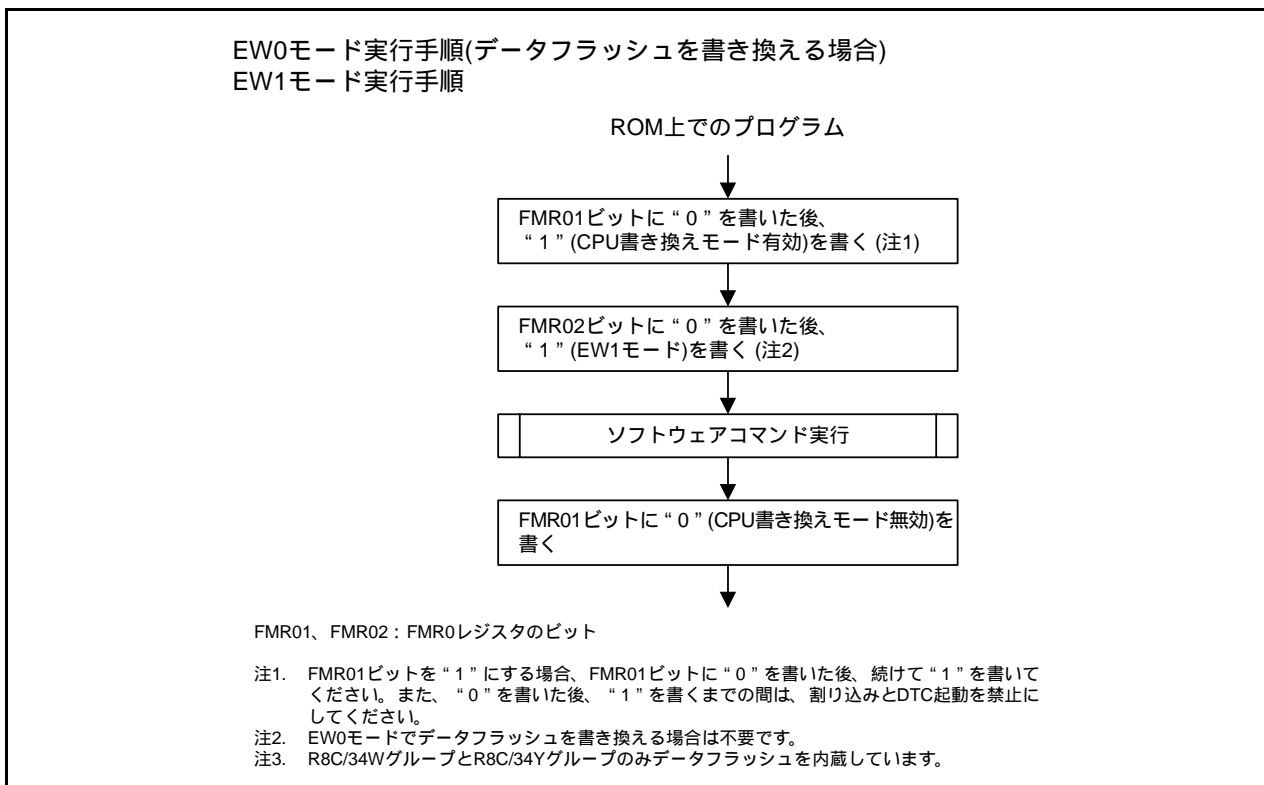 EW0モード実行手順(データフラッシュを書き換える場合)
EW1モード実行手順
ROM上でのプログラム
FMR01ビットに“0”を書いた後、
“1”(CPU書き換えモード有効)を書く (注1)
FMR02ビットに“0”を書いた後、
“1”(EW1モード)を書く (注2)
ソフトウェアコマンド実行
FMR01ビットに“0”(CPU書き換えモード無効)を
書く
FMR01、FMR02：FMR0レジスタのビット
注1. FMR01ビットを“1”にする場合、FMR01ビットに“0”を書いた後、続けて“1”を書いて
ください。また、“0”を書いた後、“1”を書くまでの間は、割り込みとDTC起動を禁止に
してください。
注2. EW0モードでデータフラッシュを書き換える場合は不要です。
注3. R8C/34WグループとR8C/34Yグループのみデータフラッシュを内蔵しています。